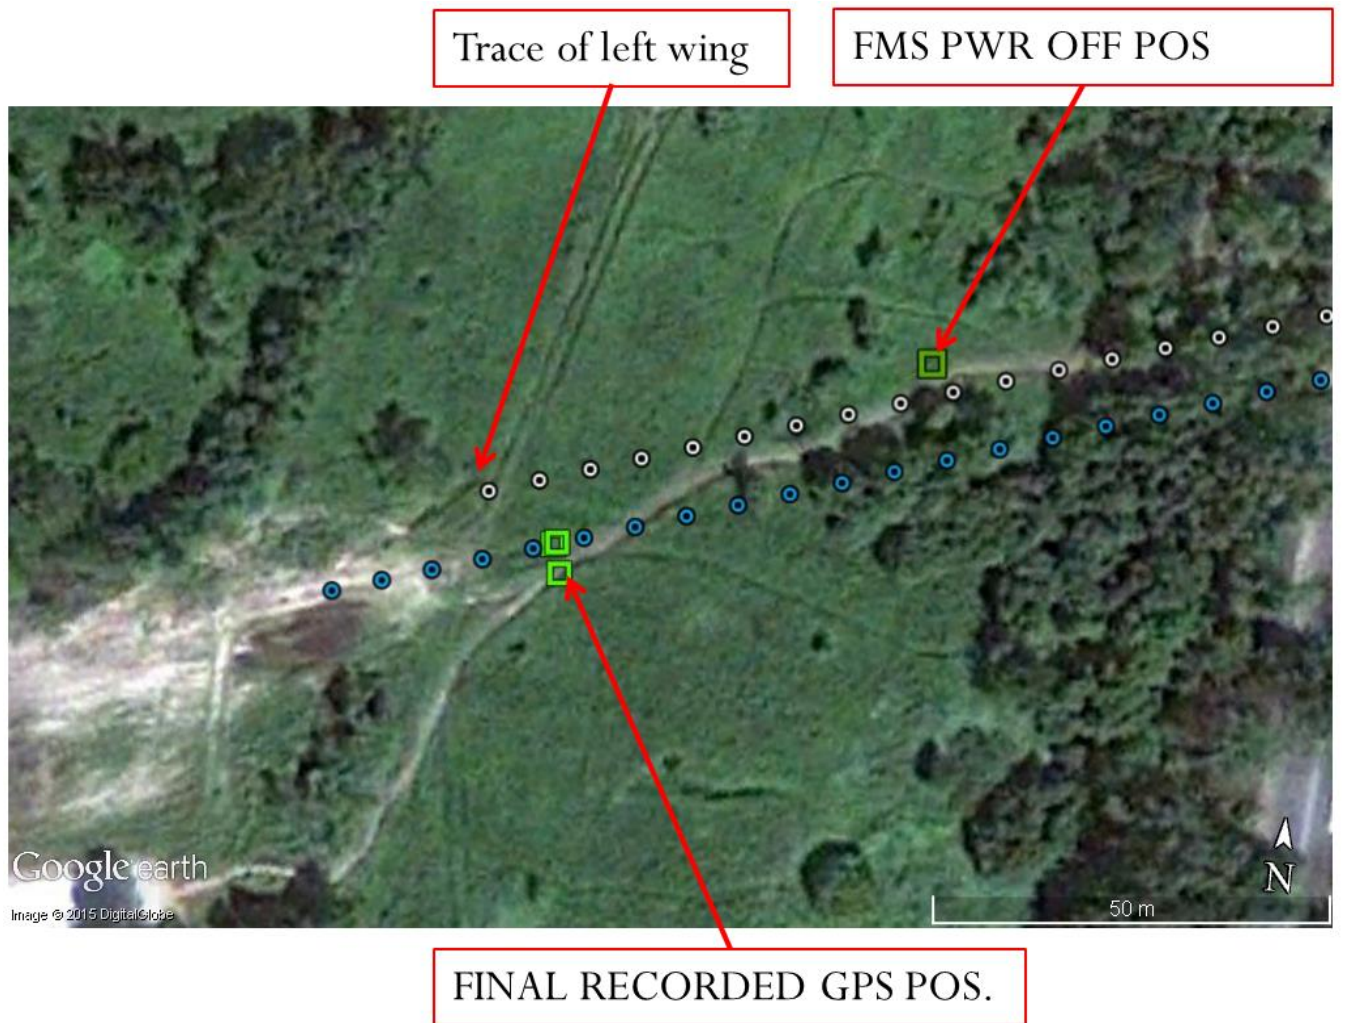 Trace of left wing
FMS PWR OFF POS
Google earth
Image © 2015 DigitalGlobe
N
50 m
FINAL RECORDED GPS POS.